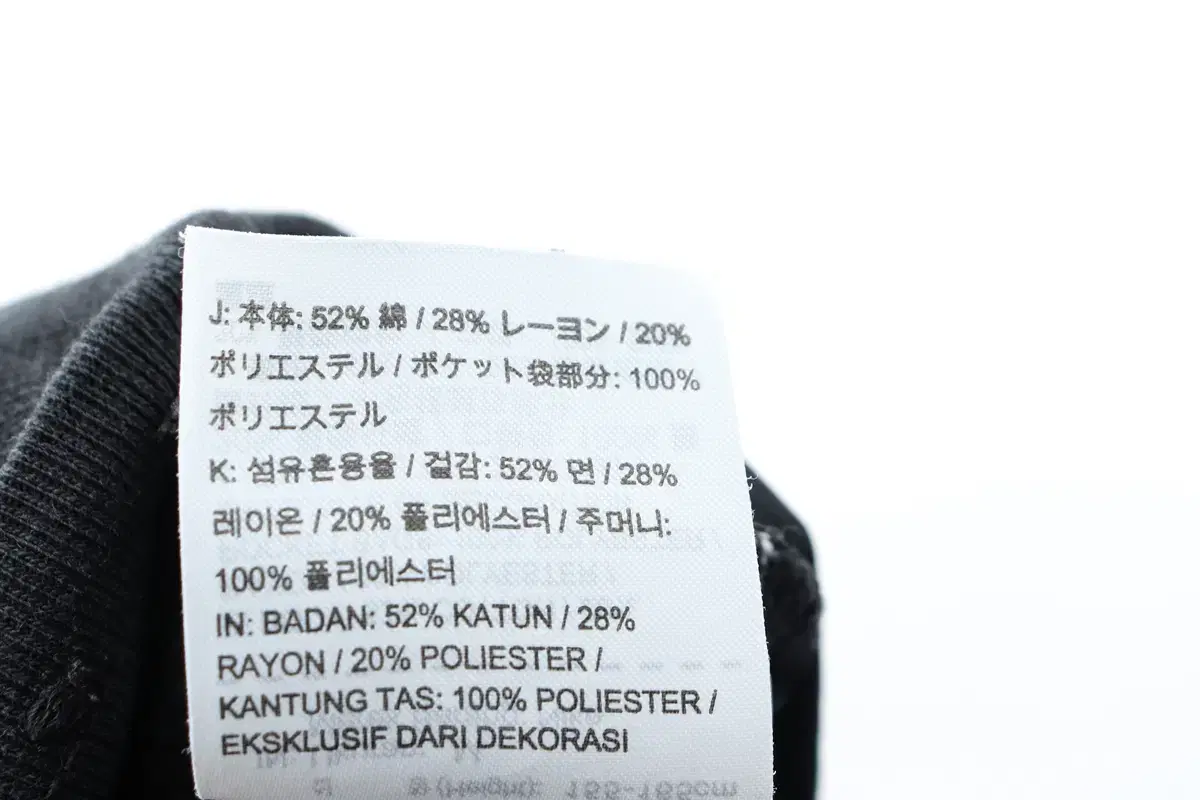 J: 本体: 52% 綿 / 28% レーヨン / 20%
ポリエステル / ポケット袋部分: 100%
ポリエステル
K: 섬유혼용율 / 겉감: 52% 면 / 28%
레이온 / 20% 폴리에스터 / 주머니:
100% 폴리에스터
IN: BADAN: 52% KATUN / 28%
RAYON / 20% POLIESTER /
KANTUNG TAS: 100% POLIESTER /
EKSKLUSIF DARI DEKORASI